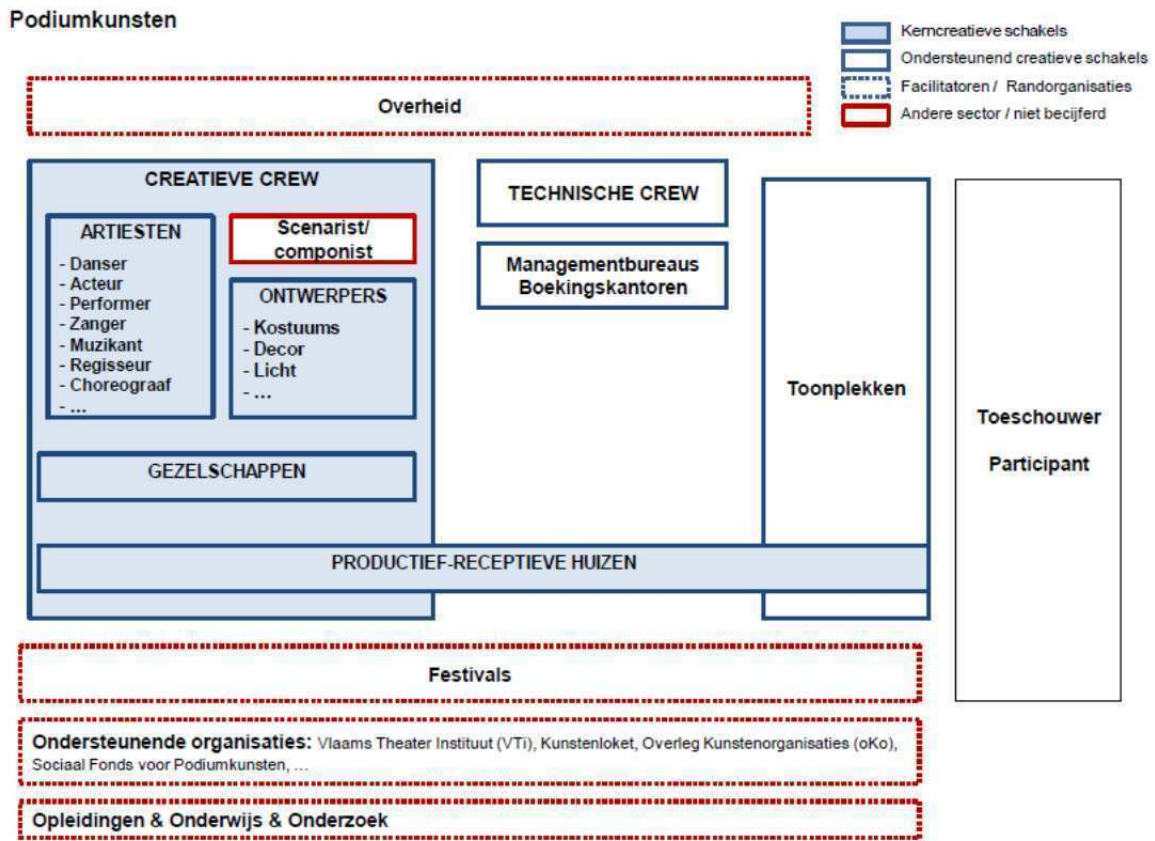 Podiumkunsten
Kerncreatieve schakels
Ondersteunend creatieve schakels
Facilitatoren / Randorganisaties
Andere sector / niet becijferd
Overheid
CREATIEVE CREW
ARTIESTEN
- Danser
- Acteur
- Performer
- Zanger
- Muzikant
- Regisseur
- Choreograaf
- ...
Scenarist/
componist
ONTWERPERS
- Kostuums
- Decor
- Licht
- ...
GEZELSCHAPPEN
PRODUCTIEF-RECEPTIEVE HUIZEN
TECHNISCHE CREW
Managementbureaus
Boekingskantoren
Toonplekken
Toeschouwer
Participant
Festivals
Ondersteunende organisaties: Vlaams Theater Instituut (VTi), Kunstenloket, Overleg Kunstenorganisaties (oKo),
Sociaal Fonds voor Podiumkunsten, ...
Opleidingen & Onderwijs & Onderzoek